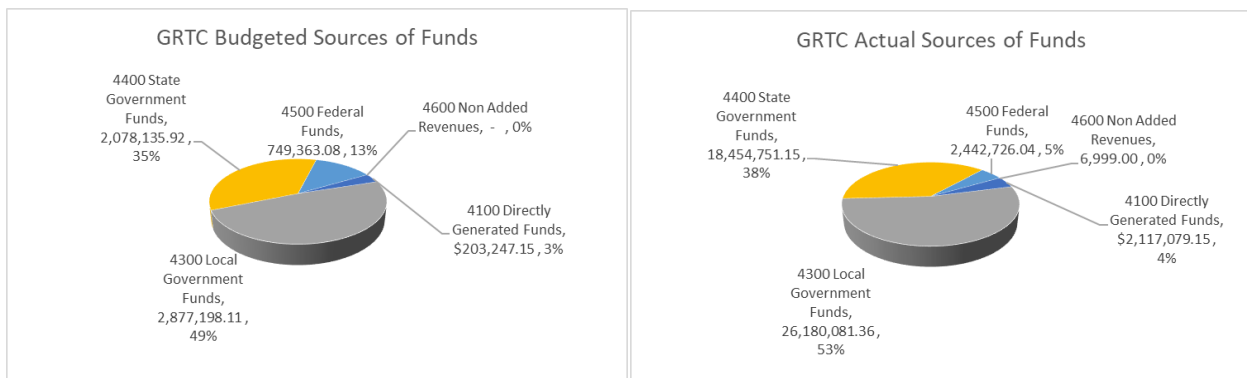 GRTC Budgeted Sources of Funds
4400 State
Government
Funds,
2,078,135.92 ,
35%
4500 Federal
Funds,
749,363.08 , 13%
4600 Non Added
Revenues,  -  , 0%
4100 Directly
Generated Funds,
$203,247.15 , 3%
4300 Local
Government
Funds,
2,877,198.11 ,
49%
GRTC Actual Sources of Funds
4400 State
Government
Funds,
18,454,751.15 ,
38%
4500 Federal
Funds,
2,442,726.04 , 5%
4600 Non Added
Revenues,
6,999.00 , 0%
4100 Directly
Generated Funds,
$2,117,079.15 ,
4%
4300 Local
Government
Funds,
26,180,081.36 ,
53%